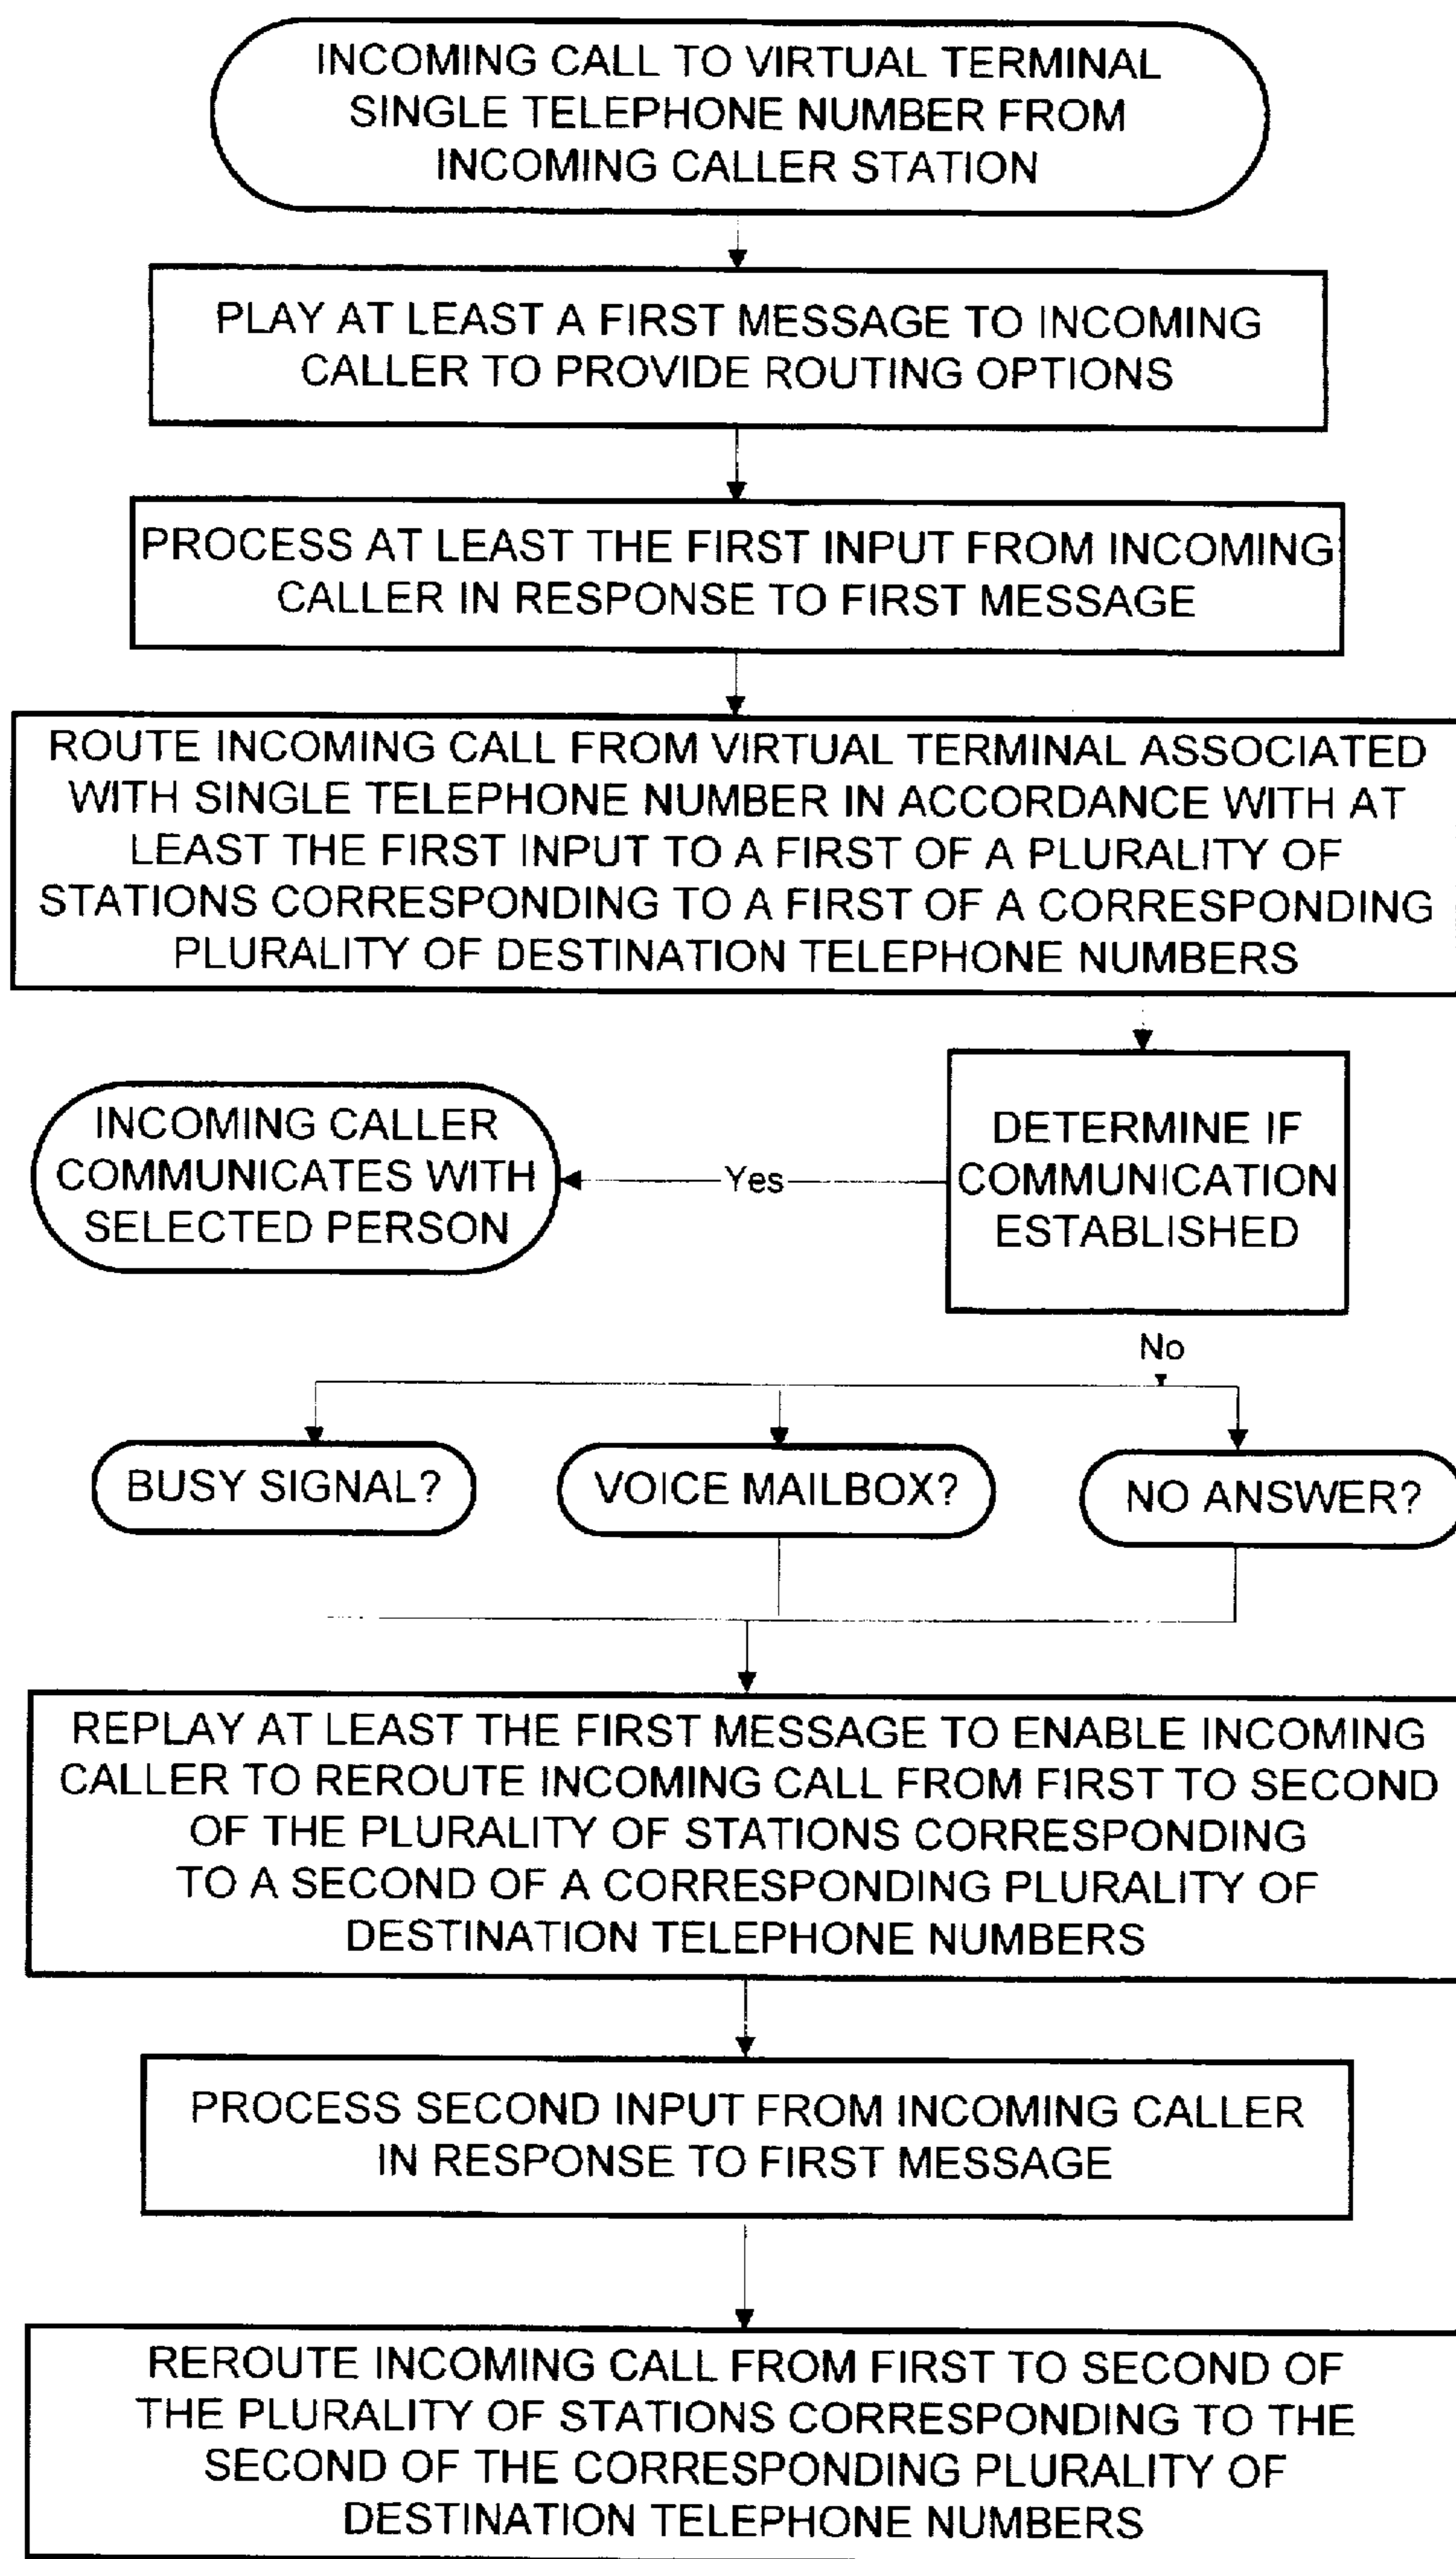 INCOMING CALL TO VIRTUAL TERMINAL
SINGLE TELEPHONE NUMBER FROM
INCOMING CALLER STATION
PLAY AT LEAST A FIRST MESSAGE TO INCOMING
CALLER TO PROVIDE ROUTING OPTIONS
PROCESS AT LEAST THE FIRST INPUT FROM INCOMING
CALLER IN RESPONSE TO FIRST MESSAGE
ROUTE INCOMING CALL FROM VIRTUAL TERMINAL ASSOCIATED
WITH SINGLE TELEPHONE NUMBER IN ACCORDANCE WITH AT
LEAST THE FIRST INPUT TO A FIRST OF A PLURALITY OF
STATIONS CORRESPONDING TO A FIRST OF A CORRESPONDING
PLURALITY OF DESTINATION TELEPHONE NUMBERS
DETERMINE IF
COMMUNICATION
ESTABLISHED
Yes
INCOMING CALLER
COMMUNICATES WITH
SELECTED PERSON
No
BUSY SIGNAL?
VOICE MAILBOX?
NO ANSWER?
REPLAY AT LEAST THE FIRST MESSAGE TO ENABLE INCOMING
CALLER TO REROUTE INCOMING CALL FROM FIRST TO SECOND
OF THE PLURALITY OF STATIONS CORRESPONDING
TO A SECOND OF A CORRESPONDING PLURALITY OF
DESTINATION TELEPHONE NUMBERS
PROCESS SECOND INPUT FROM INCOMING CALLER
IN RESPONSE TO FIRST MESSAGE
REROUTE INCOMING CALL FROM FIRST TO SECOND OF
THE PLURALITY OF STATIONS CORRESPONDING TO THE
SECOND OF THE CORRESPONDING PLURALITY OF
DESTINATION TELEPHONE NUMBERS